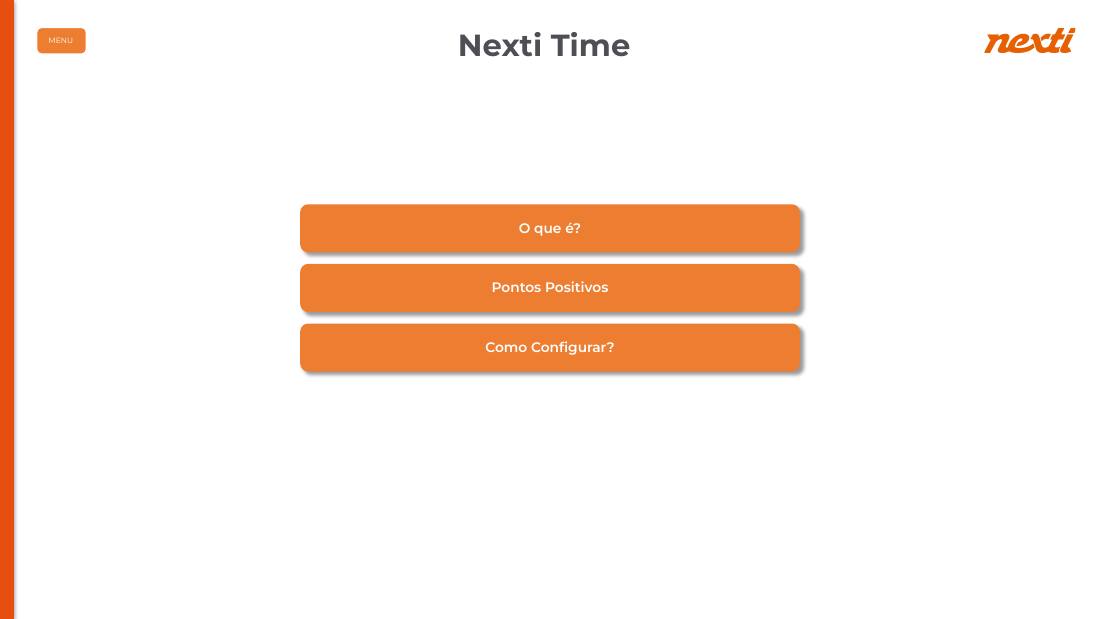 MENU
Nexti Time
nexti
O que é?
Pontos Positivos
Como Configurar?